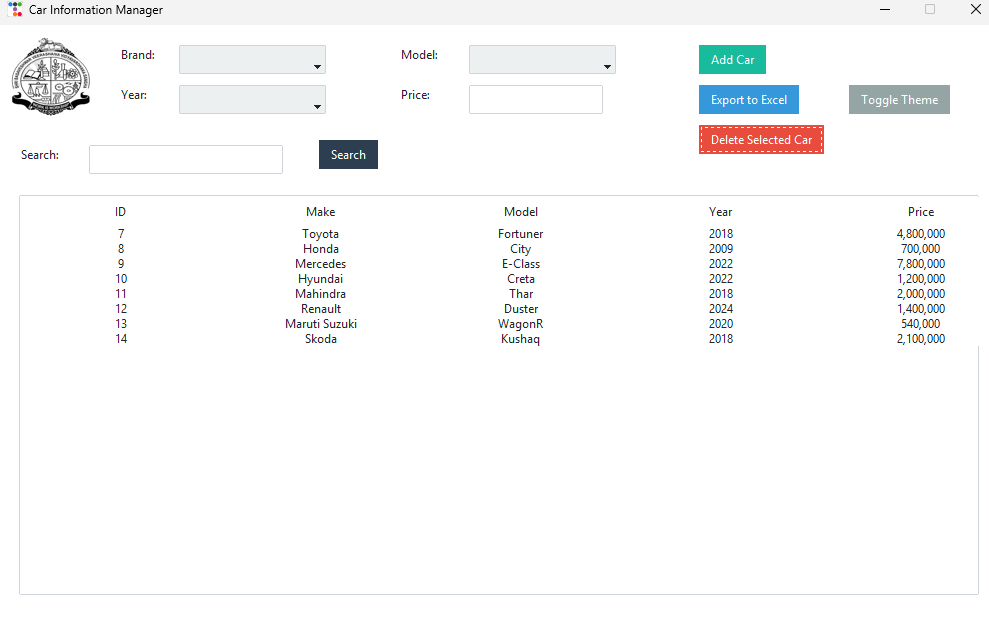 Car Information Manager
Brand: Model: Add Car
Year: Price: Export to Excel Toggle Theme
Delete Selected Car
Search: Search
ID Make Model Year Price
7 Toyota Fortuner 2018 4,800,000
8 Honda City 2009 700,000
9 Mercedes E-Class 2022 7,800,000
10 Hyundai Creta 2022 1,200,000
11 Mahindra Thar 2018 2,000,000
12 Renault Duster 2024 1,400,000
13 Maruti Suzuki WagonR 2020 540,000
14 Skoda Kushaq 2018 2,100,000